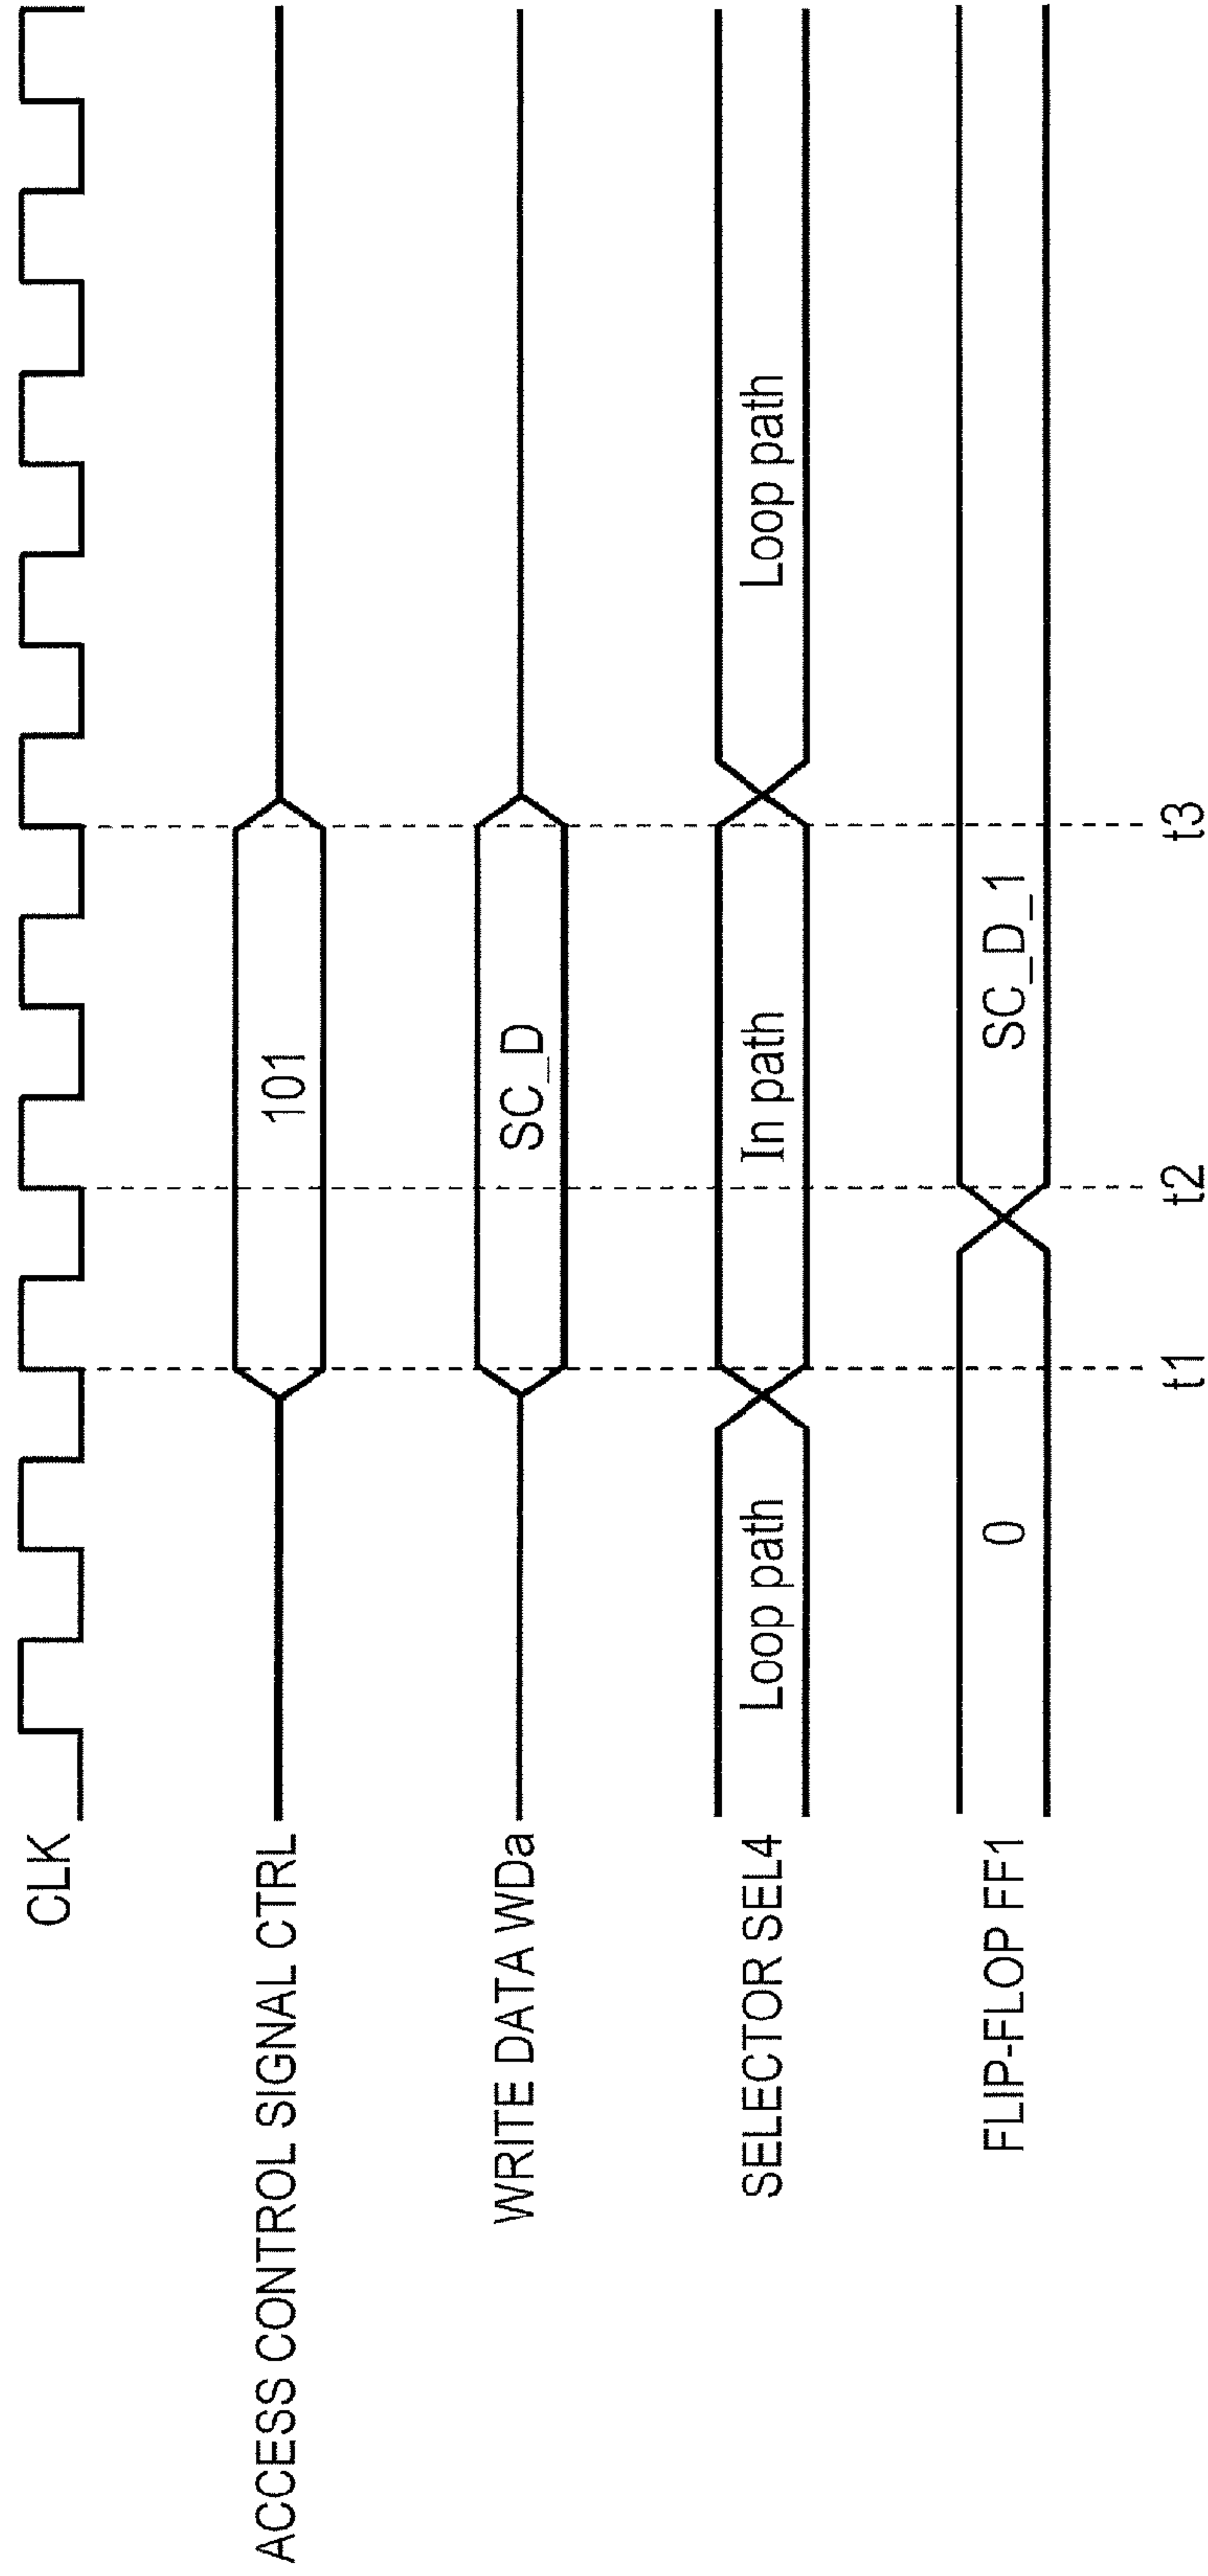 CLK
ACCESS CONTROL SIGNAL CTRL
101
WRITE DATA WDa
SC_D
SELECTOR SEL4
Loop path
In path
Loop path
FLIP-FLOP FF1
0
SC_D_1
t1
t2
t3